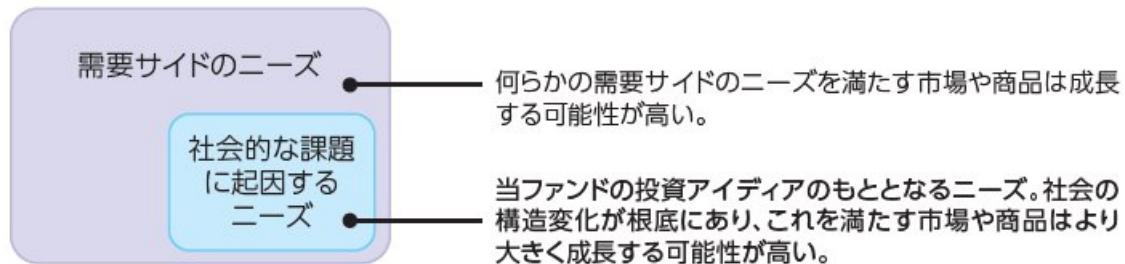 需要サイドのニーズ
何らかの需要サイドのニーズを満たす市場や商品は成長
する可能性が高い。
社会的な課題
に起因する
ニーズ
当ファンドの投資アイディアのもととなるニーズ。社会の
構造変化が根底にあり、これを満たす市場や商品はより
大きく成長する可能性が高い。